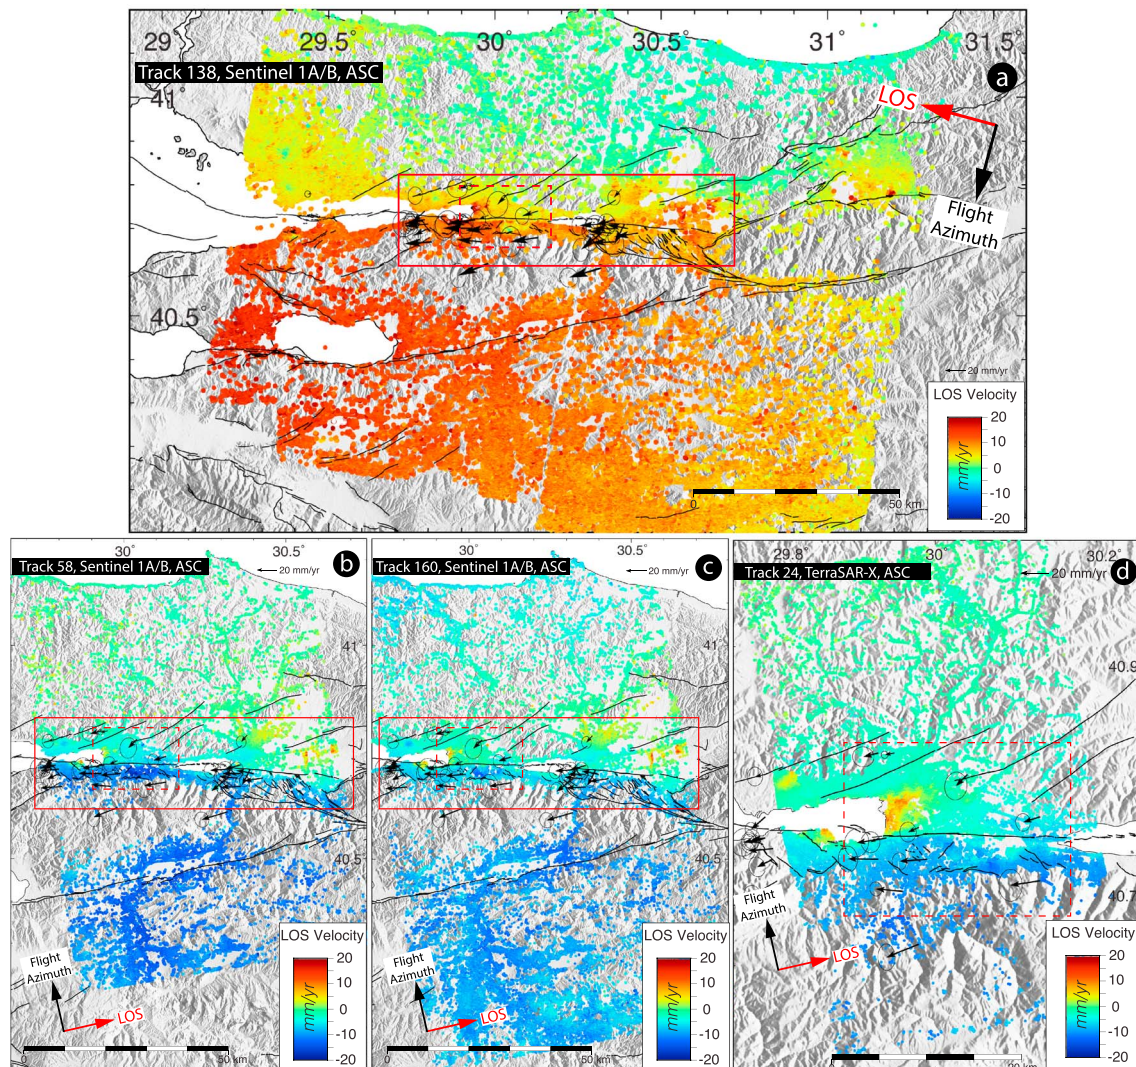 29°
29.5°
30°
30.5°
31°
31.5°
Track 138, Sentinel 1A/B, ASC
a
41°
LOS
Flight
Azimuth
40.5°
20 mm/yr
LOS Velocity
20
10
0
-10
-20
mm/yr
0
50 km
30°
30.5°
Track 58, Sentinel 1A/B, ASC
b
20 mm/yr
41°
40.5
Flight
Azimuth
LOS
LOS Velocity
20
10
0
-10
-20
mm/yr
0
50 km
30°
30.5°
Track 160, Sentinel 1A/B, ASC
c
20 mm/yr
41°
40.5
Flight
Azimuth
LOS
LOS Velocity
20
10
0
-10
-20
mm/yr
0
50 km
29.8°
30°
30.2°
Track 24, TerraSAR-X, ASC
d
20 mm/yr
40.9
40.7
Flight
Azimuth
LOS
LOS Velocity
20
10
0
-10
-20
mm/yr
0